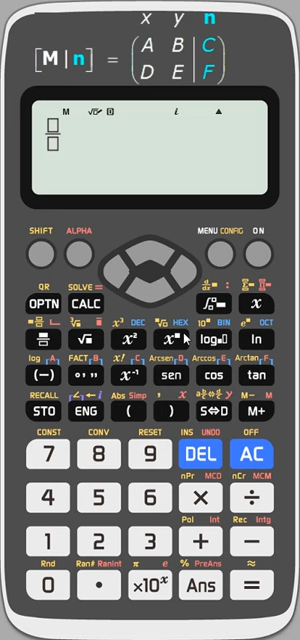 x y n
[M|n] = (A B | C
D E | F)
M √▱ D i ▲
SHIFT ALPHA MENU CONFIG ON
QR SOLVE = :
OPTN CALC x
x³ DEC HEX 10 BIN e OCT
√ x² x log ln
log A FACT B x! C Arcsen D Arccos E Arctan F
(−) ° ’ ” x⁻¹ sen cos tan
RECALL i Abs Simp , x y M− M
STO ENG ( ) S⇔D M+
CONST CONV RESET INS UNDO OFF
7 8 9 DEL AC
nPr MCD nCr MCM
4 5 6 × ÷
Pol Int Rec Intg
1 2 3 + −
Rnd Ran# RanInt π e % PreAns ≈
0 • ×10ˣ Ans =